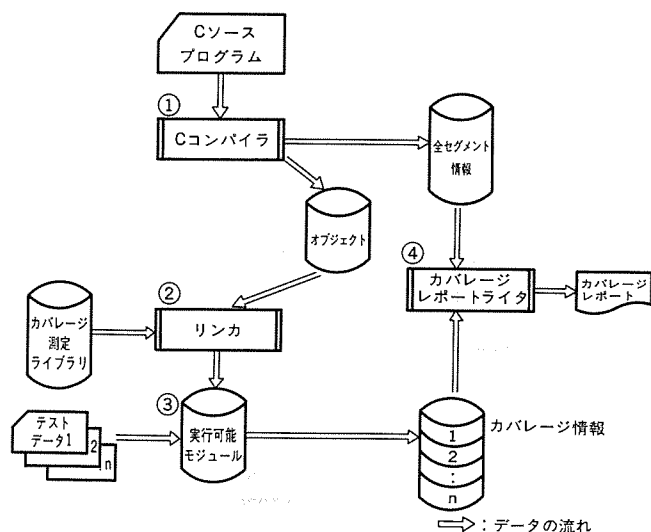 Cソース
プログラム
①
Cコンパイラ
全セグメント
情報
オブジェクト
②
リンカ
カバレージ
測定
ライブラリ
④
カバレージ
レポートライタ
カバレージ
レポート
③
実行可能
モジュール
テスト
データ1
2
n
カバレージ情報
1
2
:
n
:データの流れ